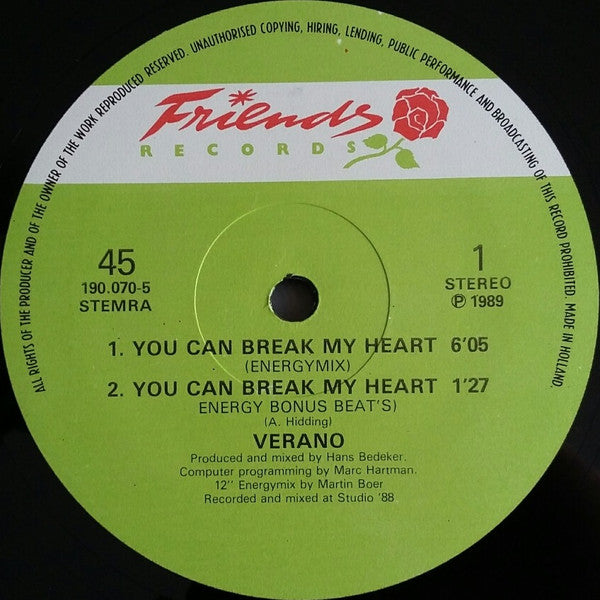 ALL RIGHTS OF THE PRODUCER AND OF THE OWNER OF THE WORK REPRODUCED RESERVED. UNAUTHORISED COPYING, HIRING, LENDING, PUBLIC PERFORMANCE AND BROADCASTING OF THIS RECORD PROHIBITED. MADE IN HOLLAND.
Friends
RECORDS
45
190.070-5
STEMRA
1
STEREO
Ⓟ 1989
1. YOU CAN BREAK MY HEART 6'05
(ENERGYMIX)
2. YOU CAN BREAK MY HEART 1'27
ENERGY BONUS BEAT'S)
(A. Hidding)
VERANO
Produced and mixed by Hans Bedeker.
Computer programming by Marc Hartman.
12'' Energymix by Martin Boer
Recorded and mixed at Studio '88